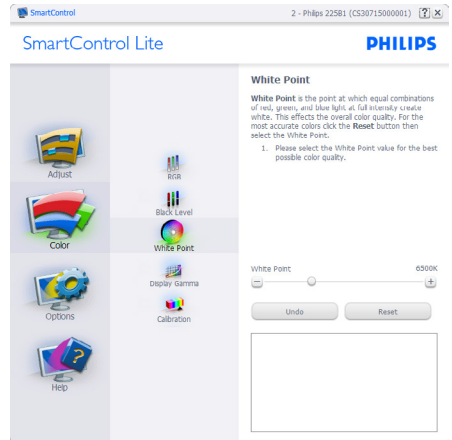 SmartControl
2 - Philips 225B1 (CS30715000001)
?
SmartControl Lite
PHILIPS
Adjust
Color
Options
Help
RGB
Black Level
White Point
Display Gamma
Calibration
White Point
White Point is the point at which equal combinations
of red, green, and blue light at full intensity create
white. This effects the overall color quality. For the
most accurate colors click the Reset button then
select the White Point.
1. Please select the White Point value for the best
possible color quality.
White Point
6500K
Undo
Reset